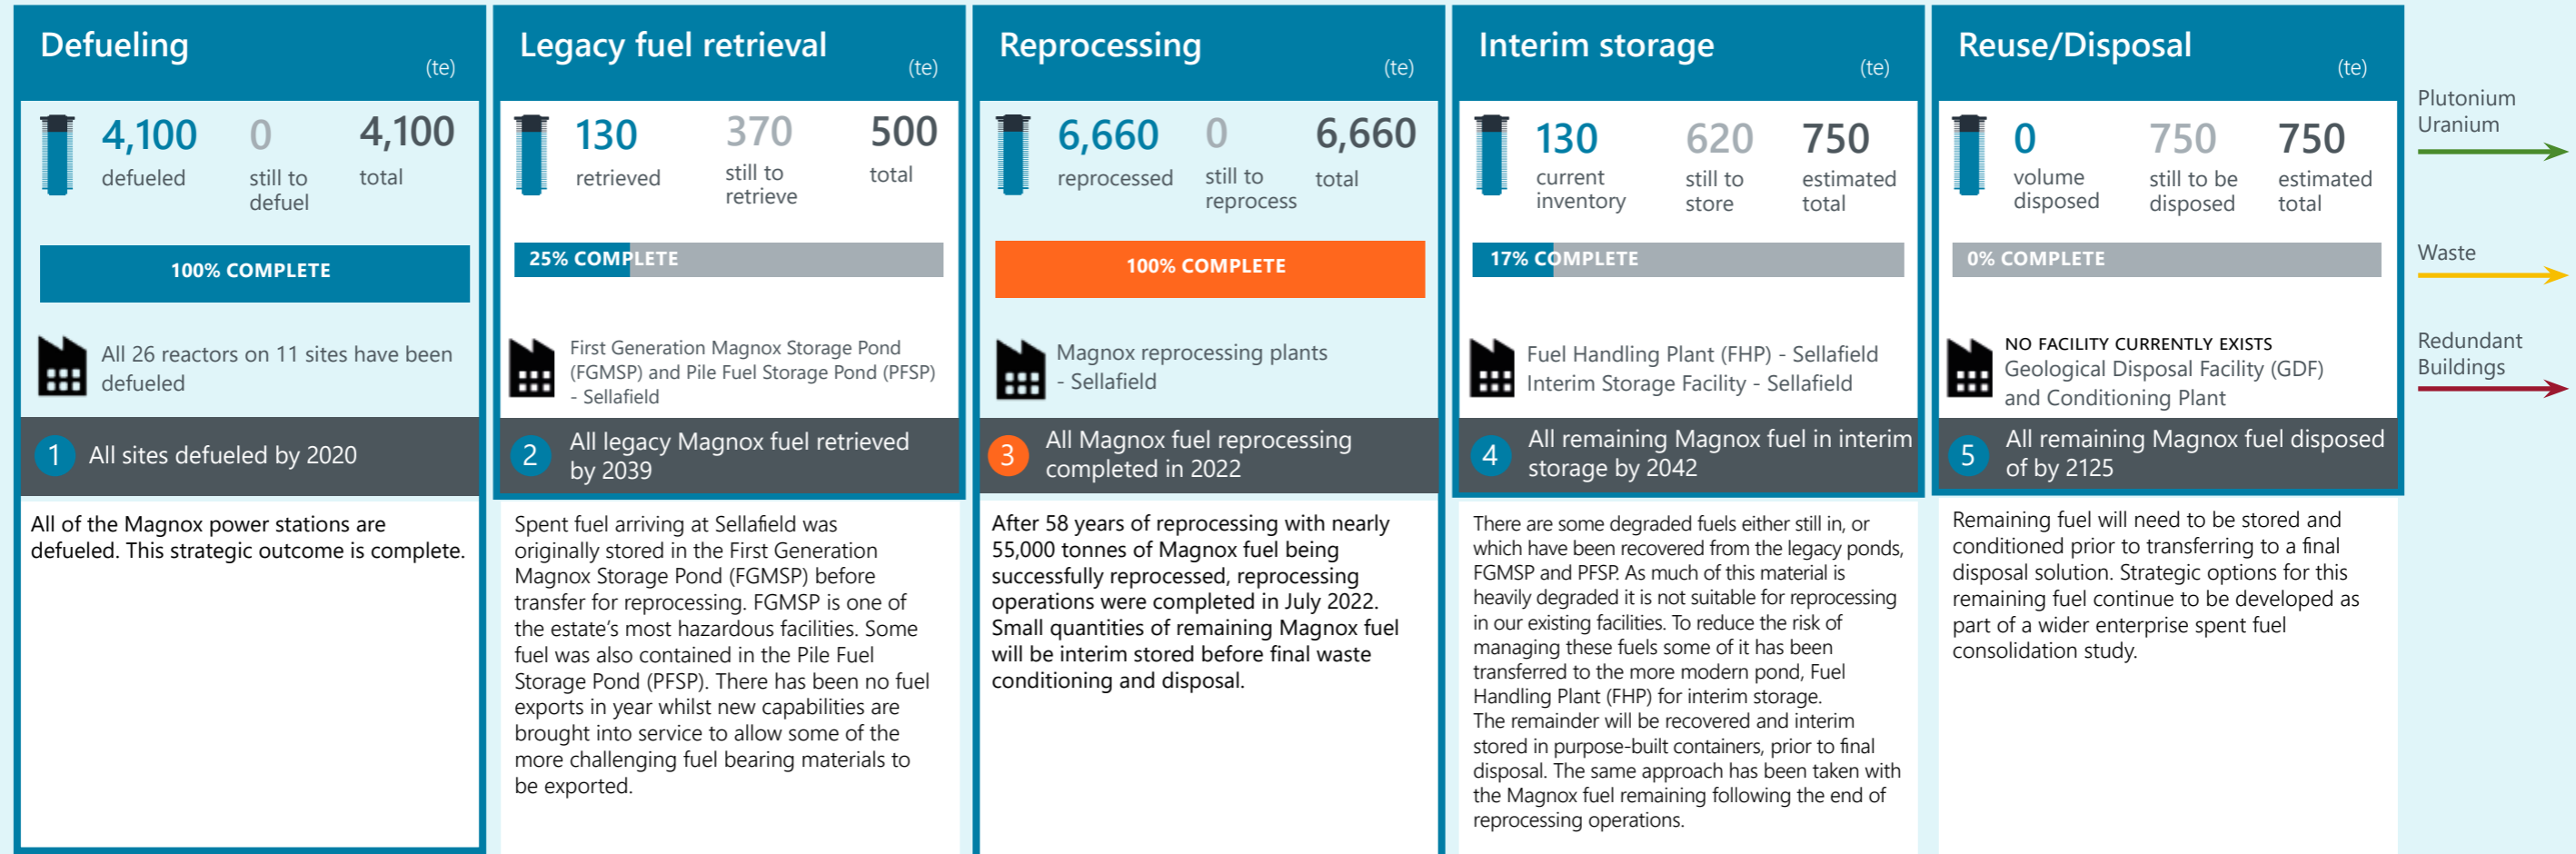 Defueling
(te)
4,100
0
4,100
defueled
still to
defuel
total
100% COMPLETE
All 26 reactors on 11 sites have been
defueled
1 All sites defueled by 2020
All of the Magnox power stations are
defueled. This strategic outcome is complete.
Legacy fuel retrieval
(te)
130
370
500
retrieved
still to
retrieve
total
25% COMPLETE
First Generation Magnox Storage Pond
(FGMSP) and Pile Fuel Storage Pond (PFSP)
- Sellafield
2 All legacy Magnox fuel retrieved
by 2039
Spent fuel arriving at Sellafield was
originally stored in the First Generation
Magnox Storage Pond (FGMSP) before
transfer for reprocessing. FGMSP is one of
the estate's most hazardous facilities. Some
fuel was also contained in the Pile Fuel
Storage Pond (PFSP). There has been no fuel
exports in year whilst new capabilities are
brought into service to allow some of the
more challenging fuel bearing materials to
be exported.
Reprocessing
(te)
6,660
0
6,660
reprocessed
still to
reprocess
total
100% COMPLETE
Magnox reprocessing plants
- Sellafield
3 All Magnox fuel reprocessing
completed in 2022
After 58 years of reprocessing with nearly
55,000 tonnes of Magnox fuel being
successfully reprocessed, reprocessing
operations were completed in July 2022.
Small quantities of remaining Magnox fuel
will be interim stored before final waste
conditioning and disposal.
Interim storage
(te)
130
620
750
current
inventory
still to
store
estimated
total
17% COMPLETE
Fuel Handling Plant (FHP) - Sellafield
Interim Storage Facility - Sellafield
4 All remaining Magnox fuel in interim
storage by 2042
There are some degraded fuels either still in, or
which have been recovered from the legacy ponds,
FGMSP and PFSP. As much of this material is
heavily degraded it is not suitable for reprocessing
in our existing facilities. To reduce the risk of
managing these fuels some of it has been
transferred to the more modern pond, Fuel
Handling Plant (FHP) for interim storage.
The remainder will be recovered and interim
stored in purpose-built containers, prior to final
disposal. The same approach has been taken with
the Magnox fuel remaining following the end of
reprocessing operations.
Reuse/Disposal
(te)
0
750
750
volume
disposed
still to be
disposed
estimated
total
0% COMPLETE
NO FACILITY CURRENTLY EXISTS
Geological Disposal Facility (GDF)
and Conditioning Plant
5 All remaining Magnox fuel disposed
of by 2125
Remaining fuel will need to be stored and
conditioned prior to transferring to a final
disposal solution. Strategic options for this
remaining fuel continue to be developed as
part of a wider enterprise spent fuel
consolidation study.
Plutonium
Uranium
Waste
Redundant
Buildings